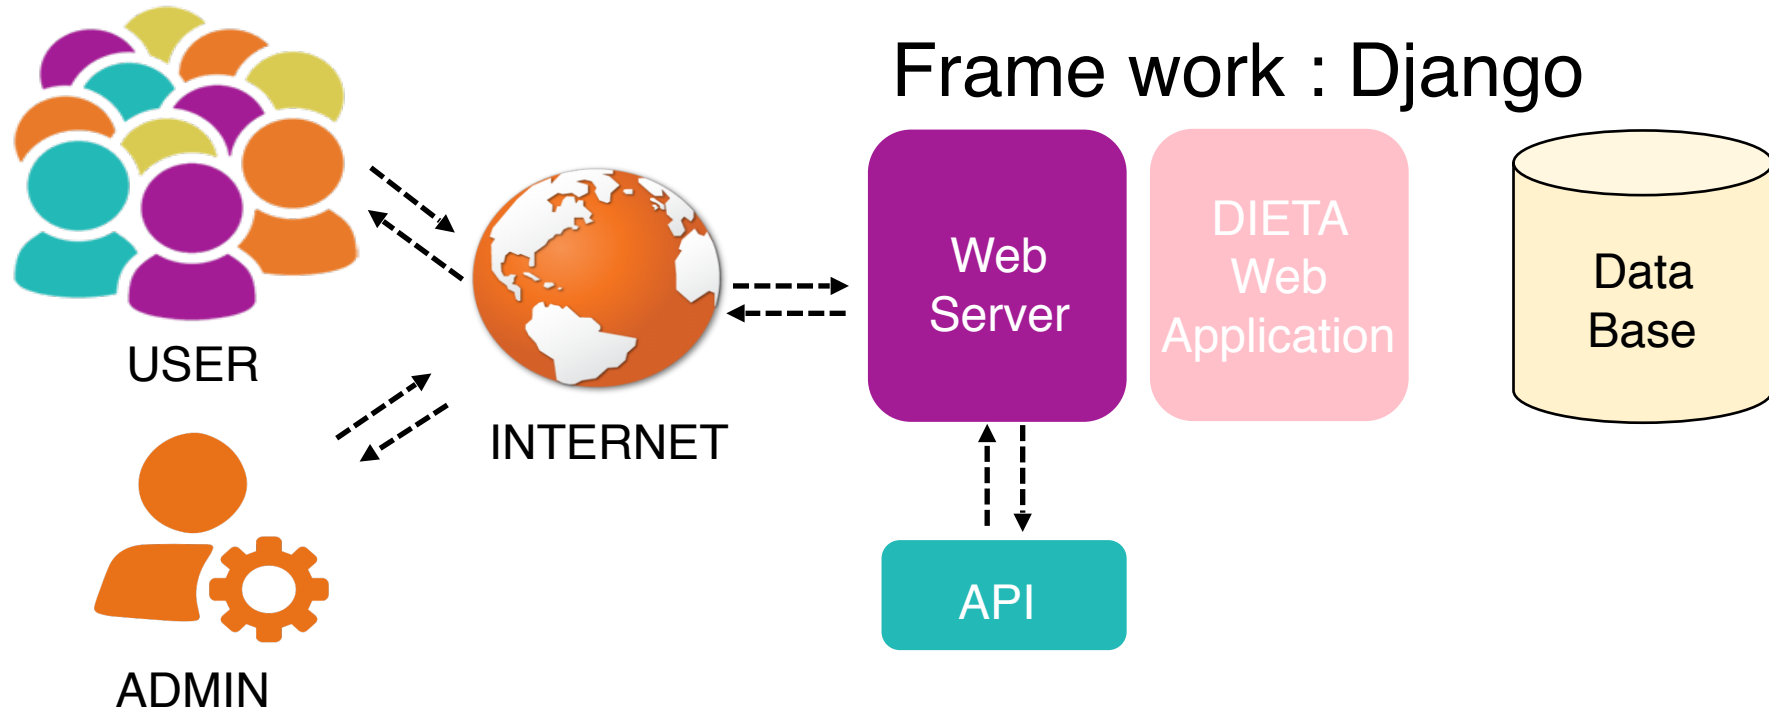 Frame work : Django
USER
INTERNET
ADMIN
Web
Server
DIETA
Web
Application
Data
Base
API